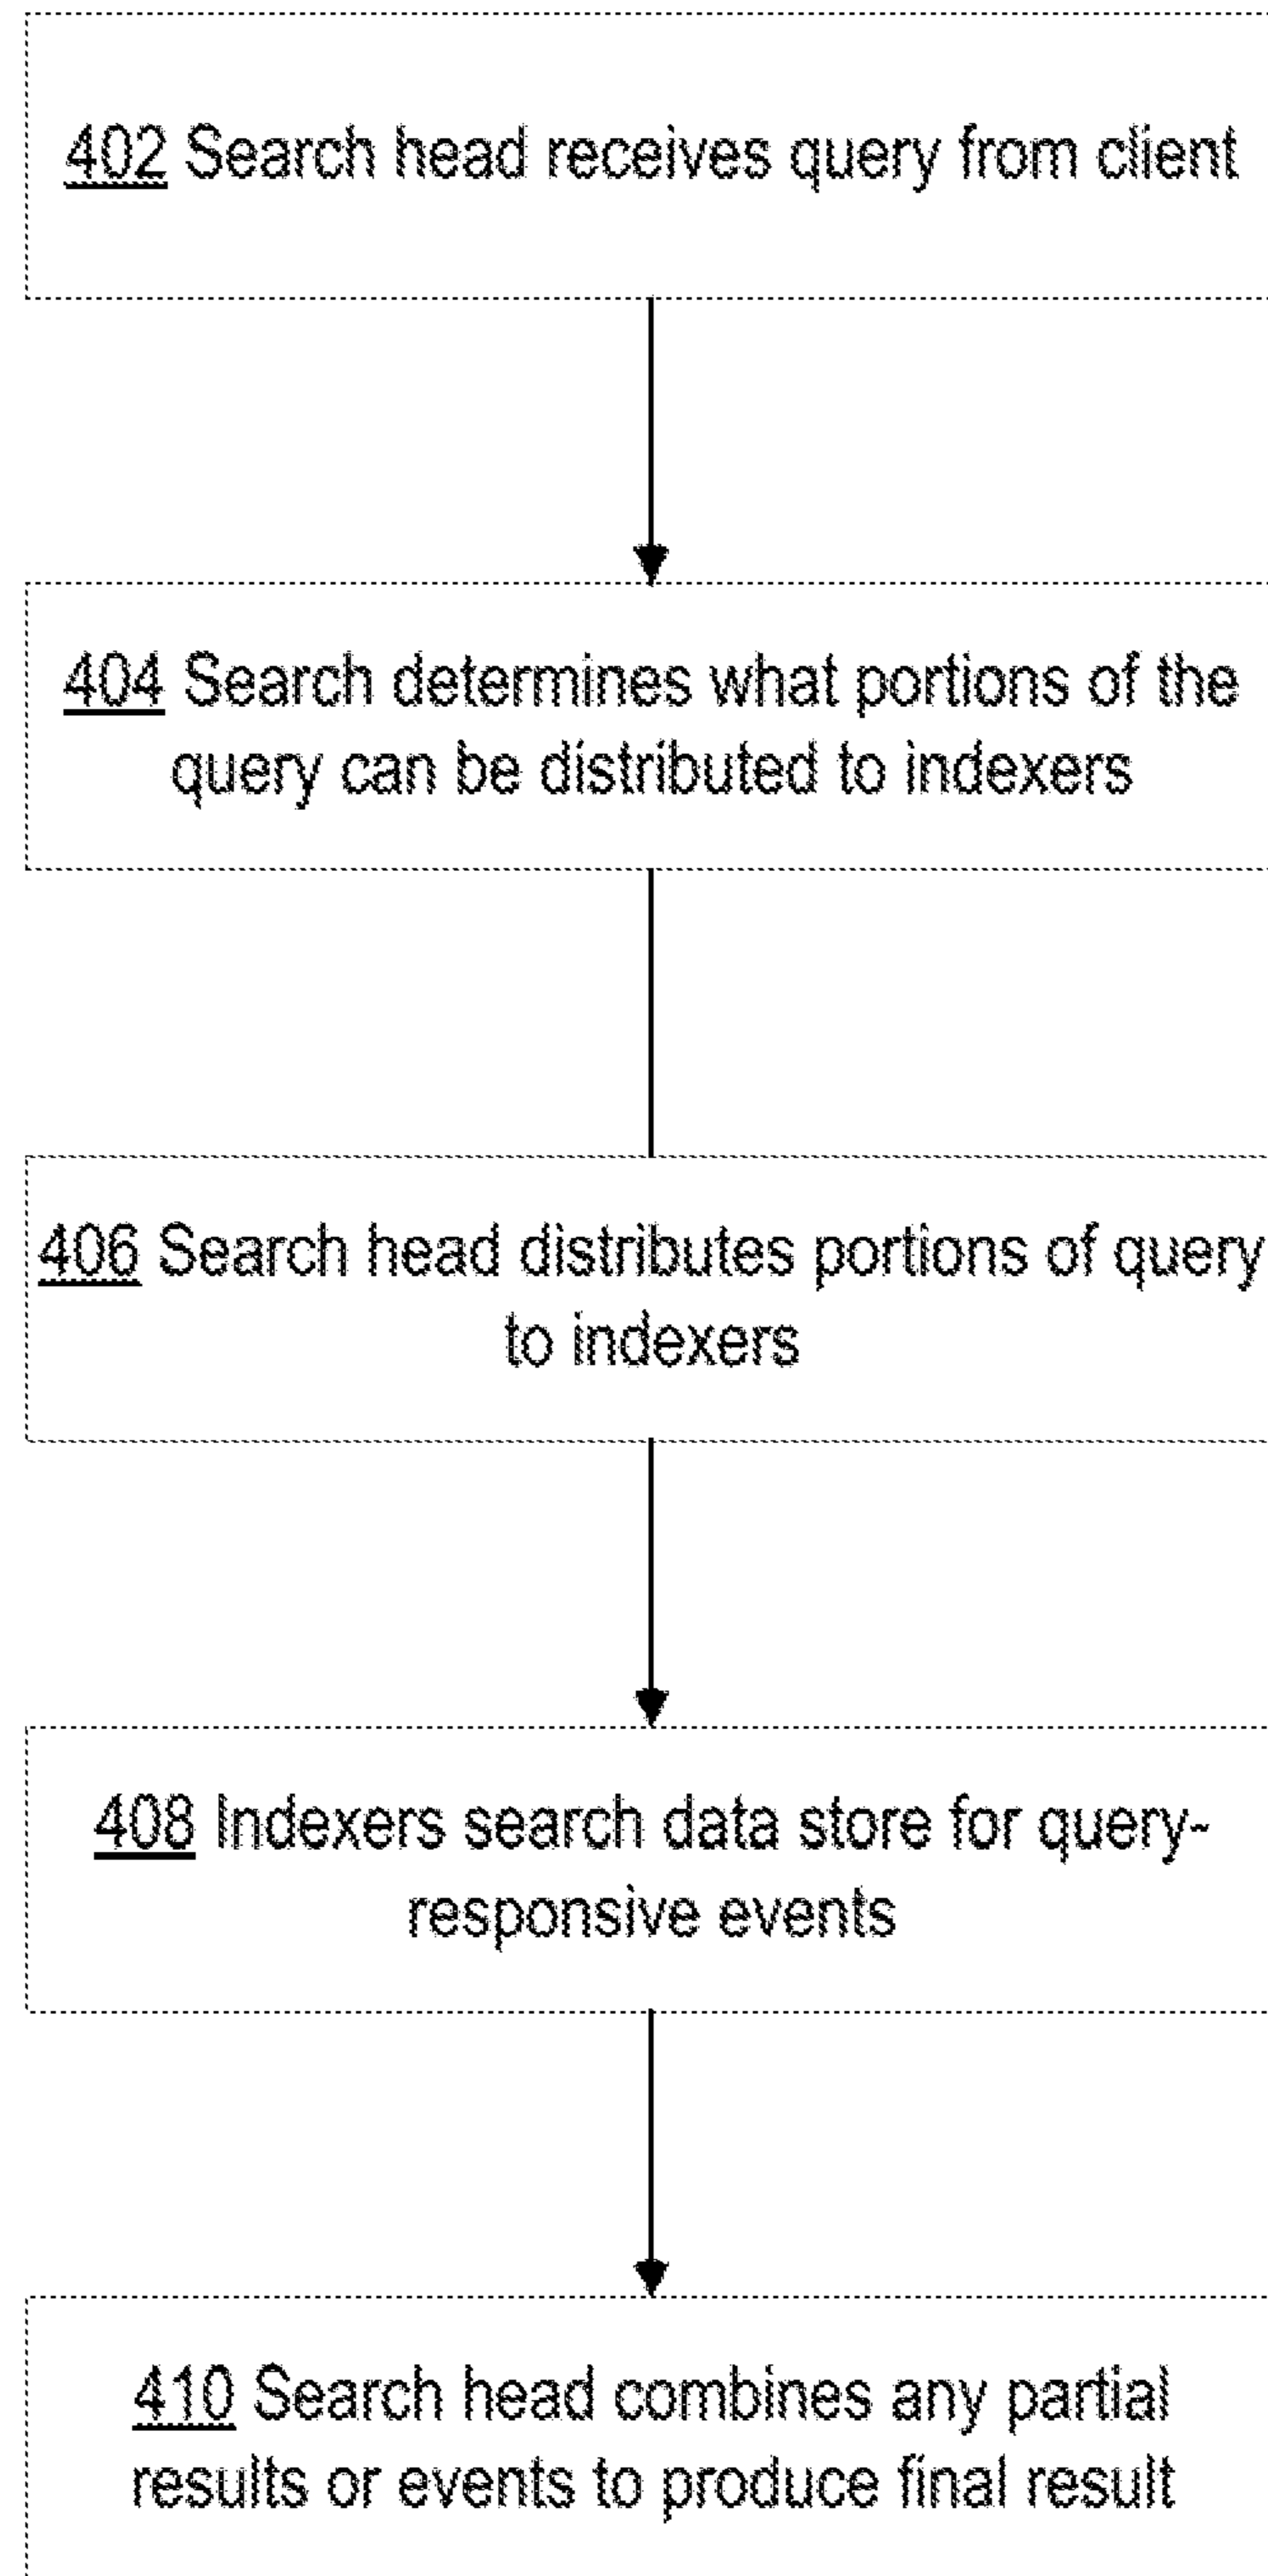 402 Search head receives query from client
404 Search determines what portions of the
query can be distributed to indexers
406 Search head distributes portions of query
to indexers
408 Indexers search data store for query-
responsive events
410 Search head combines any partial
results or events to produce final result